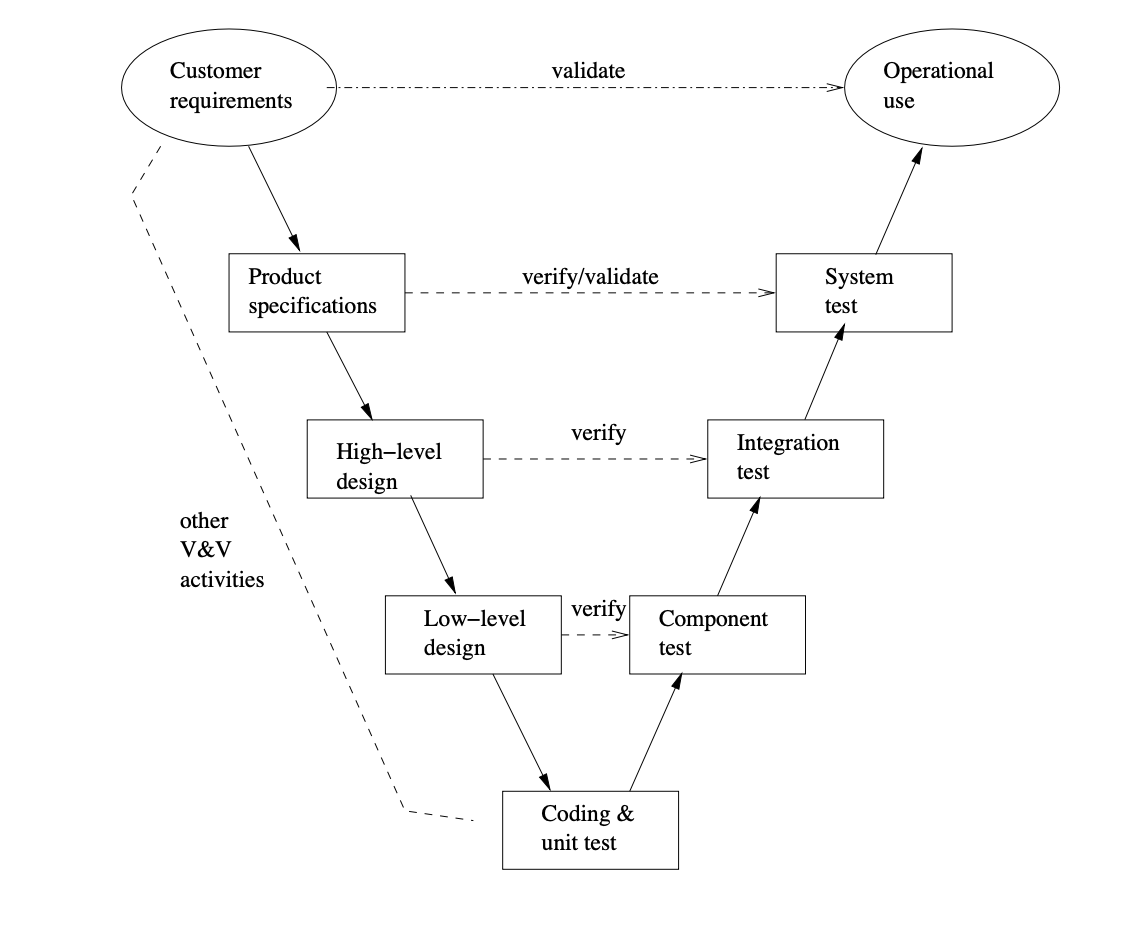 Customer
requirements
validate
Operational
use
Product
specifications
verify/validate
System
test
High−level
design
verify
Integration
test
other
V&V
activities
Low−level
design
verify
Component
test
Coding &
unit test